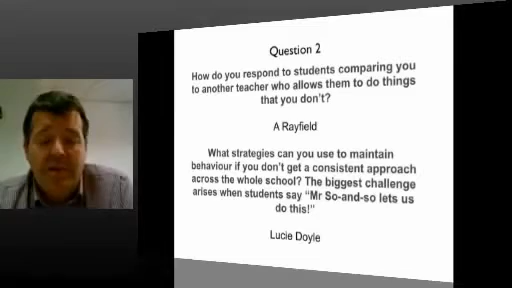 Question 2
How do you respond to students comparing you
to another teacher who allows them to do things
that you don't?
A Rayfield
What strategies can you use to maintain
behaviour if you don't get a consistent approach
across the whole school? The biggest challenge
arises when students say "Mr So-and-so lets us
do this!"
Lucie Doyle